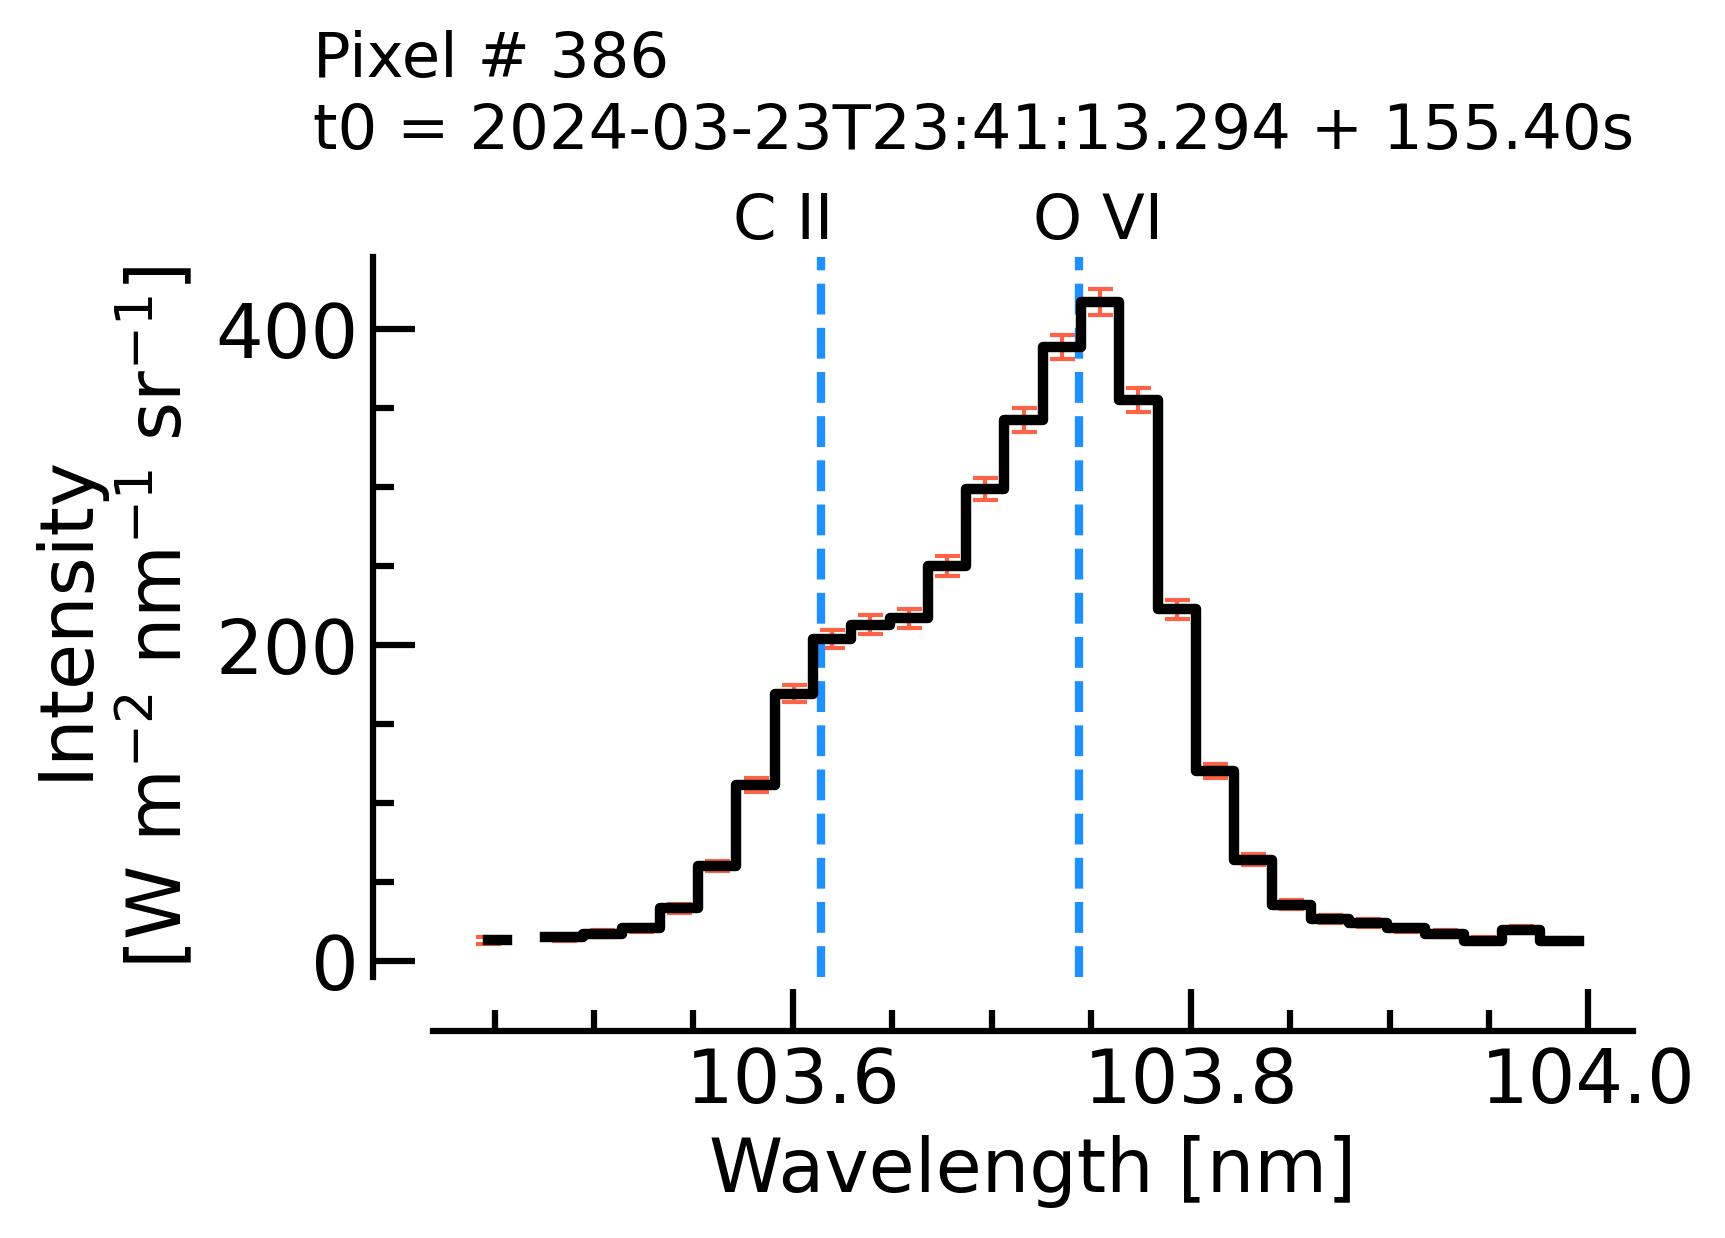 Pixel # 386
t0 = 2024-03-23T23:41:13.294 + 155.40s
C II
O VI
Intensity
[W m⁻² nm⁻¹ sr⁻¹]
400
200
0
103.6
103.8
104.0
Wavelength [nm]